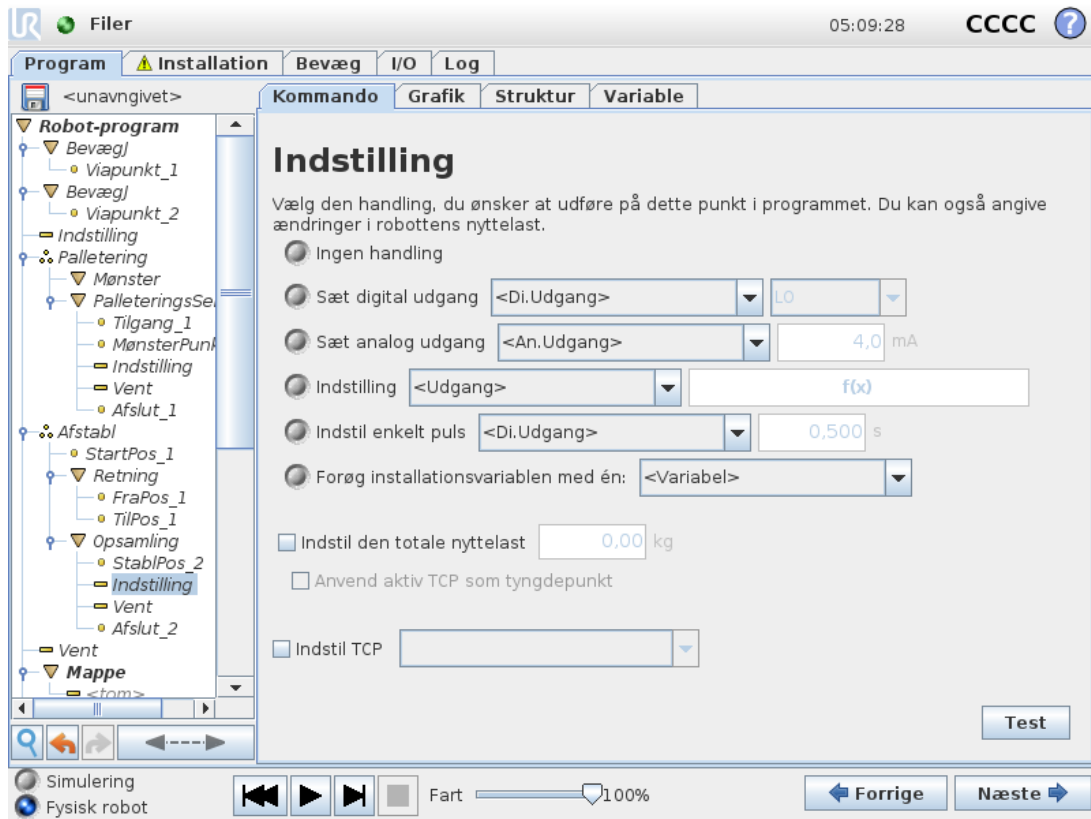 UR Filer 05:09:28 CCCC ?
Program Installation Bevæg I/O Log
<unavngivet>
Kommando Grafik Struktur Variable
Robot-program
BevægJ
Viapunkt_1
BevægJ
Viapunkt_2
Indstilling
Palletering
Mønster
PalleteringsSe
Tilgang_1
MønsterPunk
Indstilling
Vent
Afslut_1
Afstabl
StartPos_1
Retning
FraPos_1
TilPos_1
Opsamling
StablPos_2
Indstilling
Vent
Afslut_2
Vent
Mappe
<tom>
Indstilling
Vælg den handling, du ønsker at udføre på dette punkt i programmet. Du kan også angive
ændringer i robottens nyttelast.
Ingen handling
Sæt digital udgang <Di.Udgang> LO
Sæt analog udgang <An.Udgang> 4,0 mA
Indstilling <Udgang> f(x)
Indstil enkelt puls <Di.Udgang> 0,500 s
Forøg installationsvariablen med én: <Variabel>
Indstil den totale nyttelast 0,00 kg
Anvend aktiv TCP som tyngdepunkt
Indstil TCP
Test
Simulering
Fysisk robot
Fart 100%
Forrige Næste